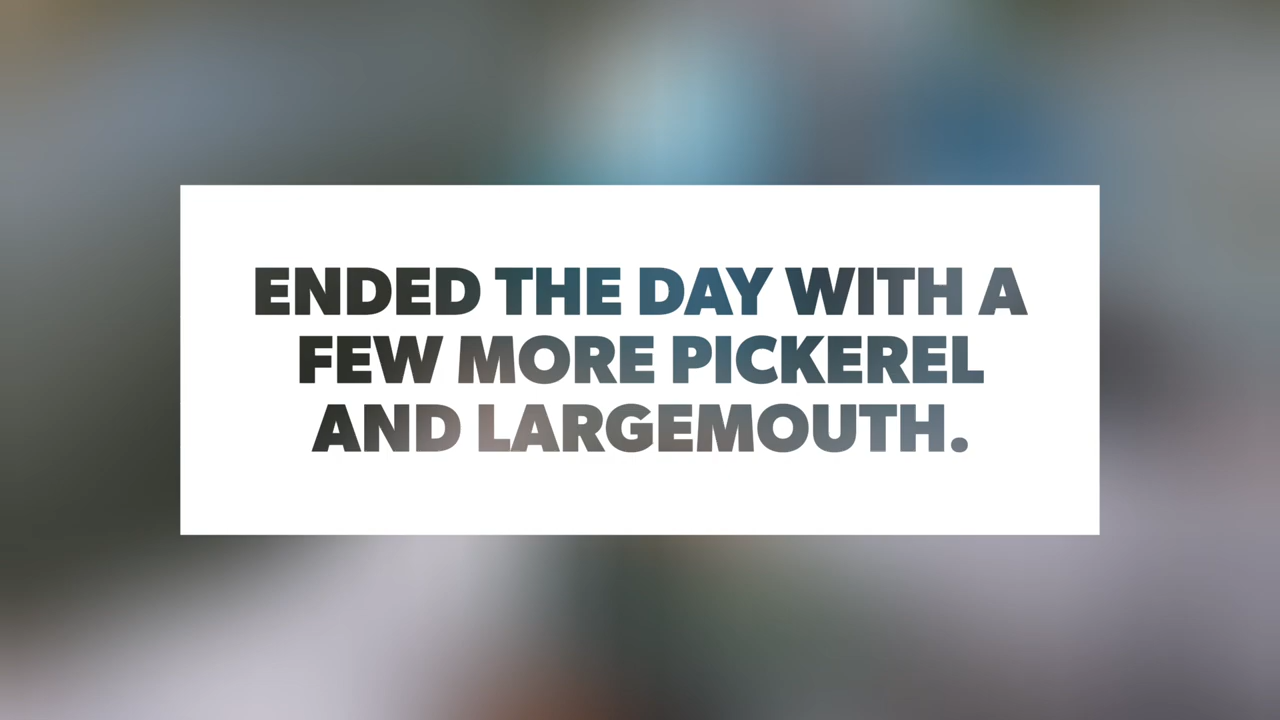 ENDED THE DAY WITH A
FEW MORE PICKEREL
AND LARGEMOUTH.